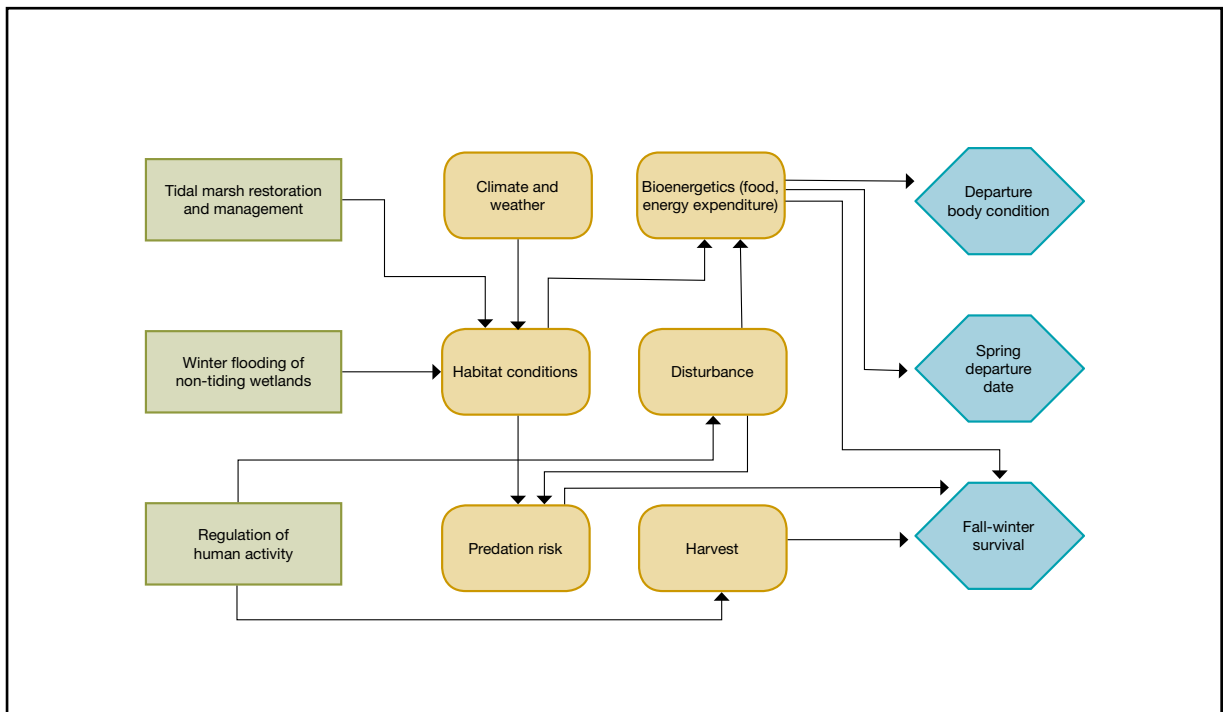 Tidal marsh restoration
and management
Climate and
weather
Bioenergetics (food,
energy expenditure)
Departure
body condition
Winter flooding of
non-tiding wetlands
Habitat conditions
Disturbance
Spring
departure
date
Regulation of
human activity
Predation risk
Harvest
Fall-winter
survival